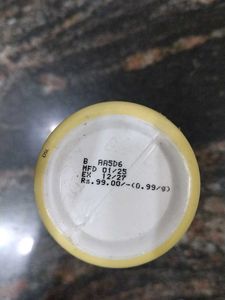 B AA5D6
MFD 01/25
EX 12/27
Rs.99.00/-(0.99/g)